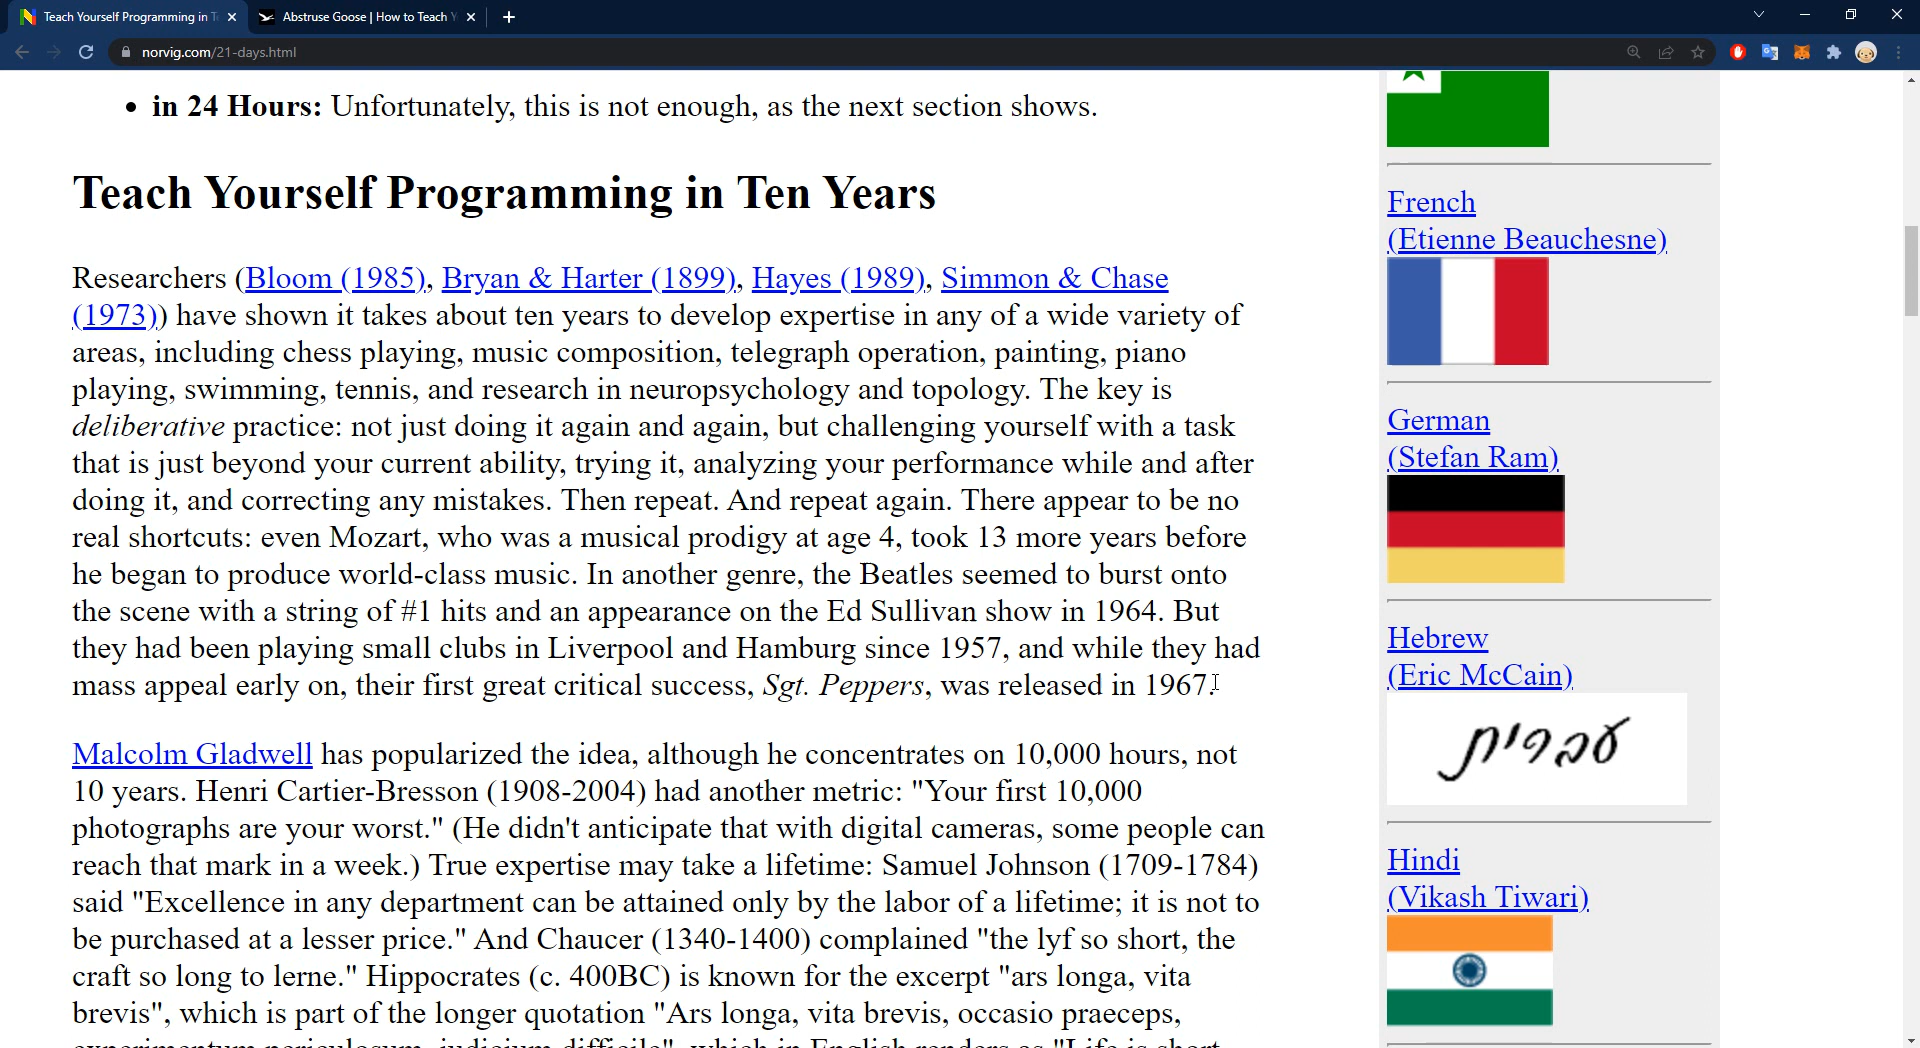 Teach Yourself Programming in T
Abstruse Goose | How to Teach Y
norvig.com/21-days.html
• in 24 Hours: Unfortunately, this is not enough, as the next section shows.
Teach Yourself Programming in Ten Years
Researchers (Bloom (1985), Bryan & Harter (1899), Hayes (1989), Simmon & Chase
(1973)) have shown it takes about ten years to develop expertise in any of a wide variety of
areas, including chess playing, music composition, telegraph operation, painting, piano
playing, swimming, tennis, and research in neuropsychology and topology. The key is
deliberative practice: not just doing it again and again, but challenging yourself with a task
that is just beyond your current ability, trying it, analyzing your performance while and after
doing it, and correcting any mistakes. Then repeat. And repeat again. There appear to be no
real shortcuts: even Mozart, who was a musical prodigy at age 4, took 13 more years before
he began to produce world-class music. In another genre, the Beatles seemed to burst onto
the scene with a string of #1 hits and an appearance on the Ed Sullivan show in 1964. But
they had been playing small clubs in Liverpool and Hamburg since 1957, and while they had
mass appeal early on, their first great critical success, Sgt. Peppers, was released in 1967.
Malcolm Gladwell has popularized the idea, although he concentrates on 10,000 hours, not
10 years. Henri Cartier-Bresson (1908-2004) had another metric: "Your first 10,000
photographs are your worst." (He didn't anticipate that with digital cameras, some people can
reach that mark in a week.) True expertise may take a lifetime: Samuel Johnson (1709-1784)
said "Excellence in any department can be attained only by the labor of a lifetime; it is not to
be purchased at a lesser price." And Chaucer (1340-1400) complained "the lyf so short, the
craft so long to lerne." Hippocrates (c. 400BC) is known for the excerpt "ars longa, vita
brevis", which is part of the longer quotation "Ars longa, vita brevis, occasio praeceps,
experimentum periculosum, iudicium difficile", which in English renders as "Life is short,
French
(Etienne Beauchesne)
German
(Stefan Ram)
Hebrew
(Eric McCain)
עברית
Hindi
(Vikash Tiwari)